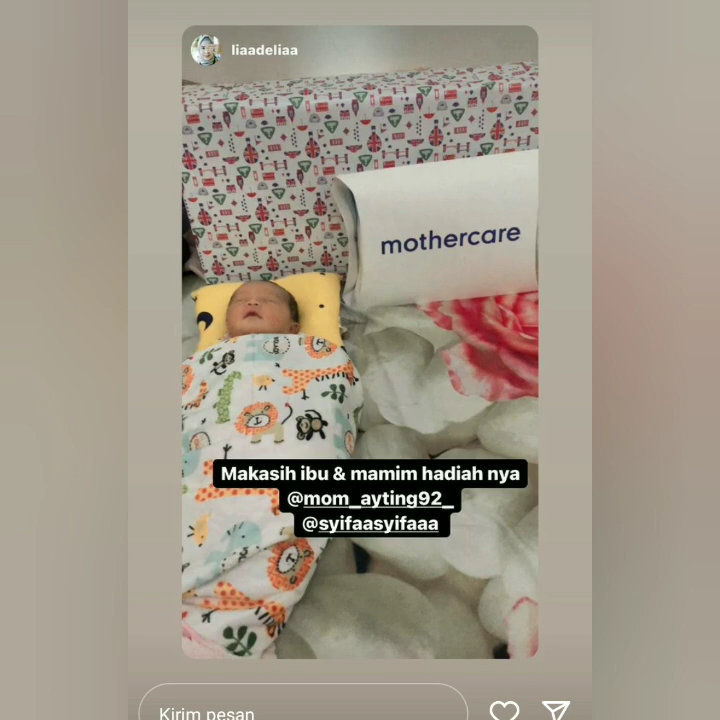 liaadeliaa
mothercare
Makasih ibu & mamim hadiah nya
@mom_ayting92_
@syifaasyifaaa
Kirim pesan